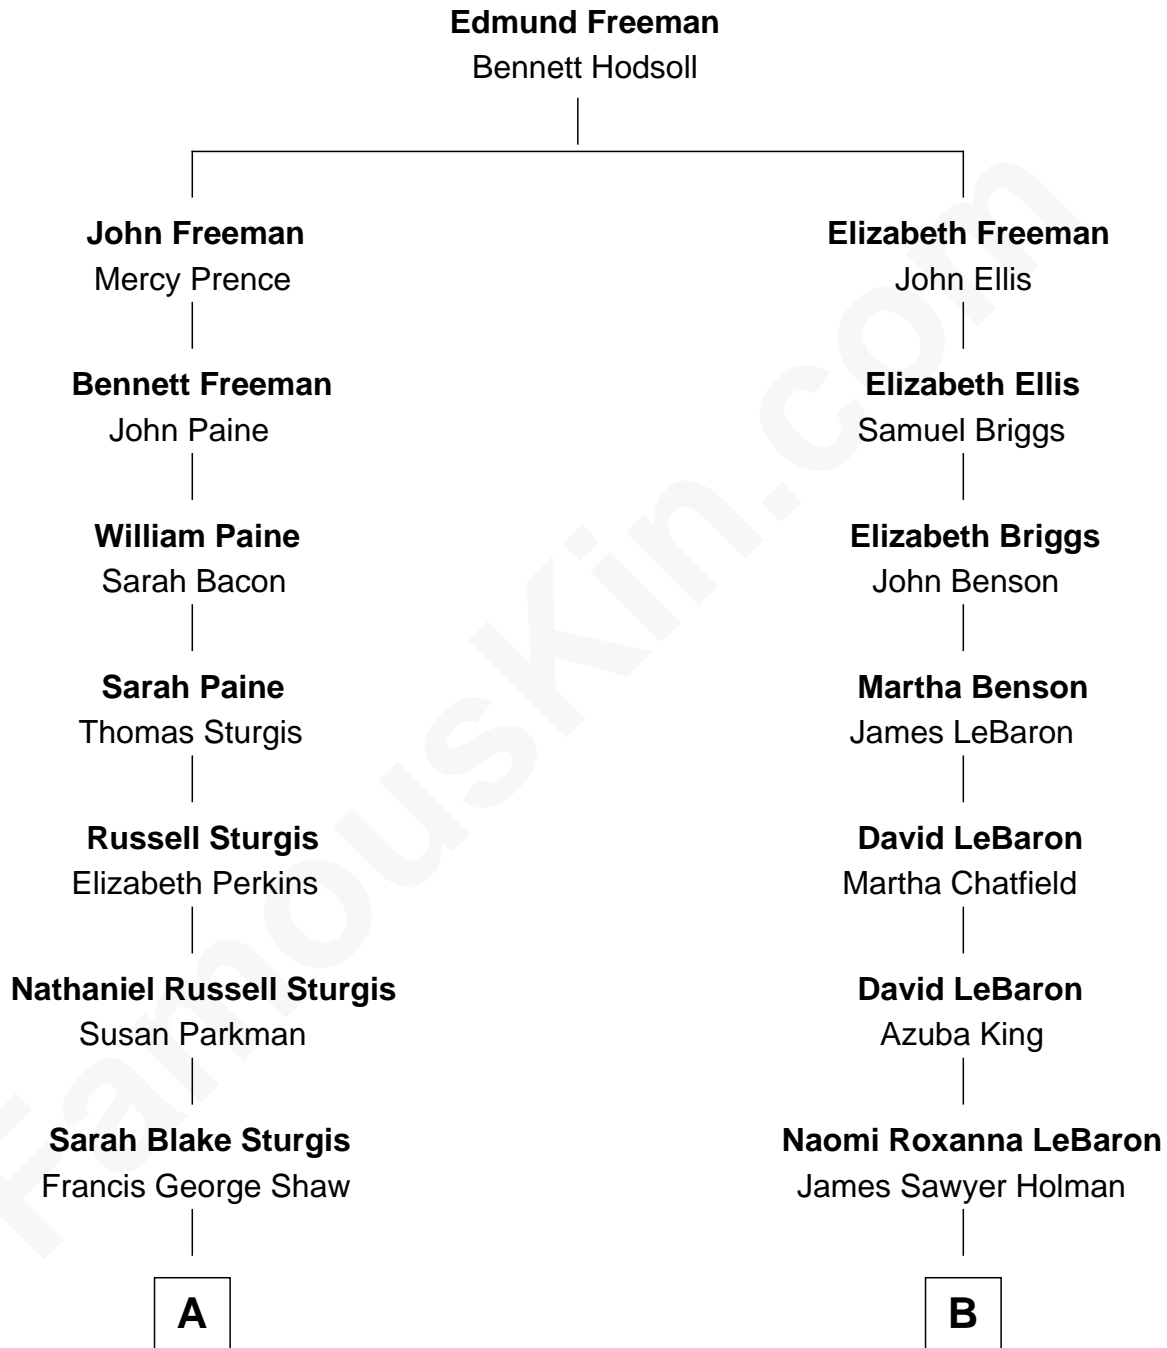 Edmund Freeman
Bennett Hodsoll
John Freeman
Mercy Prence
Elizabeth Freeman
John Ellis
Bennett Freeman
John Paine
Elizabeth Ellis
Samuel Briggs
William Paine
Sarah Bacon
Elizabeth Briggs
John Benson
Sarah Paine
Thomas Sturgis
Martha Benson
James LeBaron
Russell Sturgis
Elizabeth Perkins
David LeBaron
Martha Chatfield
Nathaniel Russell Sturgis
Susan Parkman
David LeBaron
Azuba King
Sarah Blake Sturgis
Francis George Shaw
Naomi Roxanna LeBaron
James Sawyer Holman
A
B
FamousKin.com